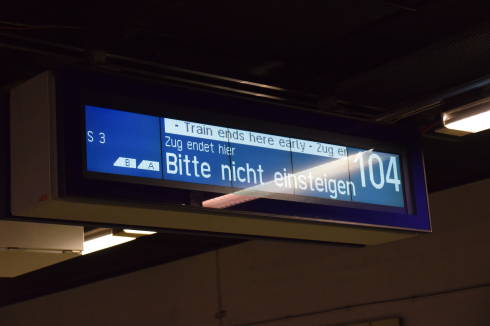 - Train ends here early - Zug en
S 3
Zug endet hier
B A
Bitte nicht einsteigen
104